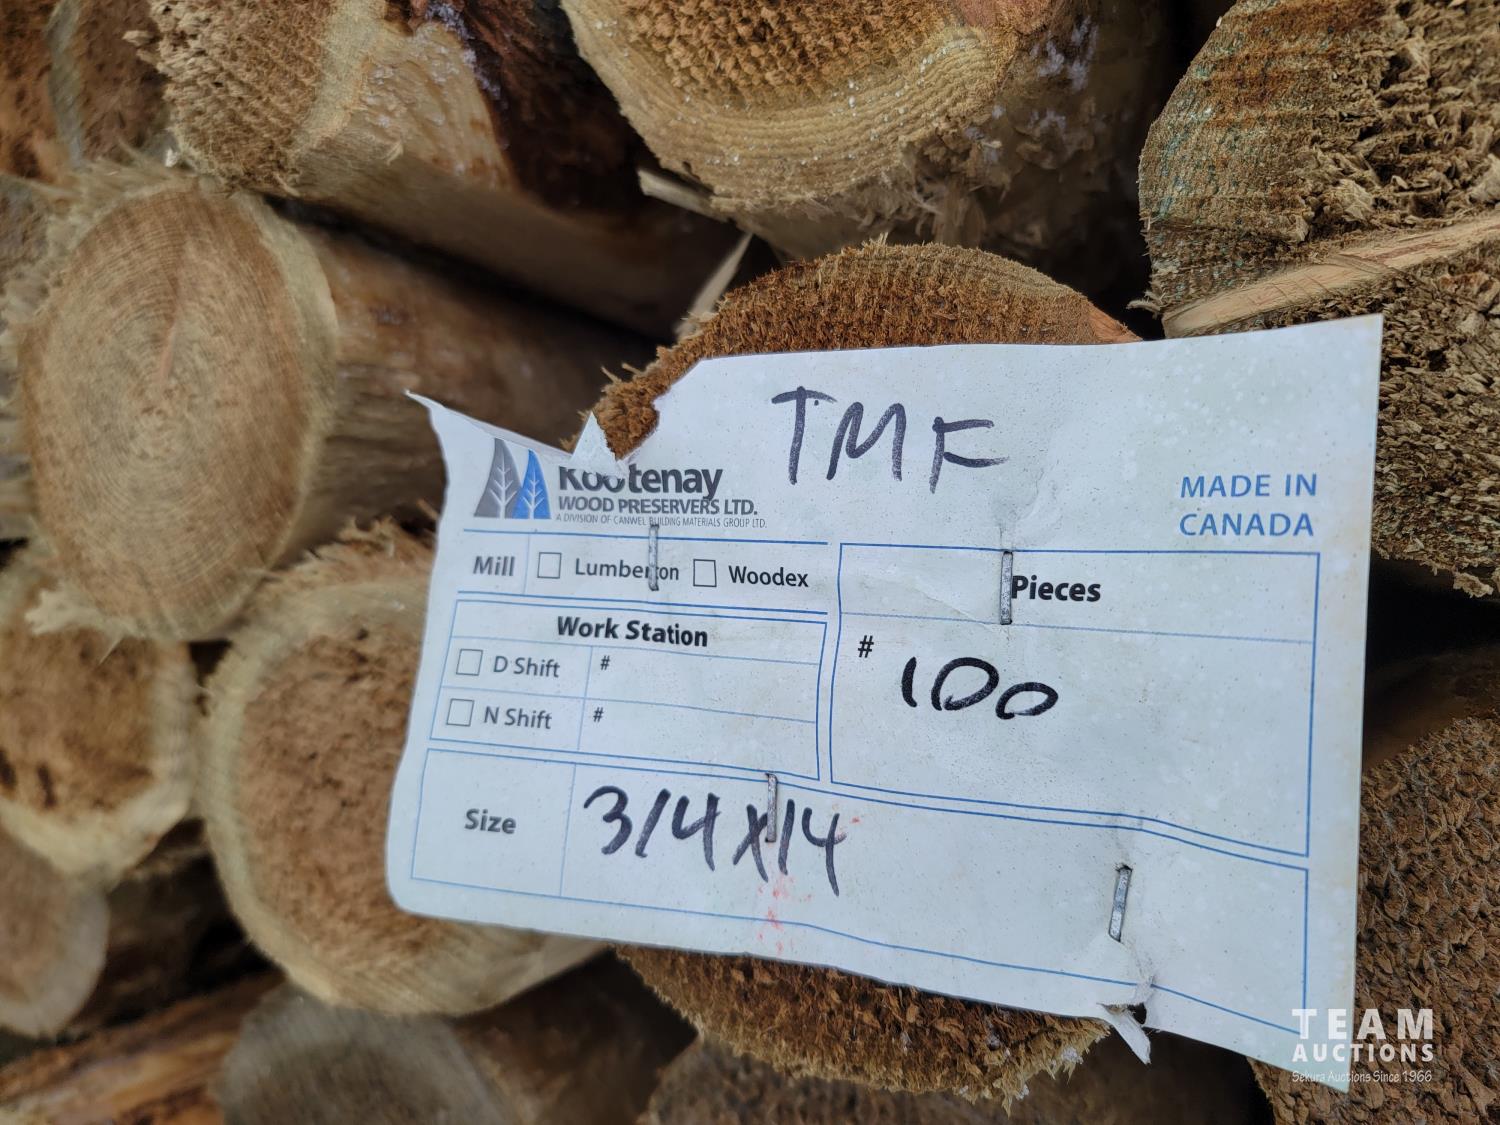 TMF
Kootenay
WOOD PRESERVERS LTD.
A DIVISION OF CANWEL BUILDING MATERIALS GROUP LTD.
MADE IN
CANADA
Mill Lumberton Woodex
Pieces
# 100
Work Station
D Shift #
N Shift #
Size 3/4x14
TEAM
AUCTIONS
Sekura Auctions Since 1966